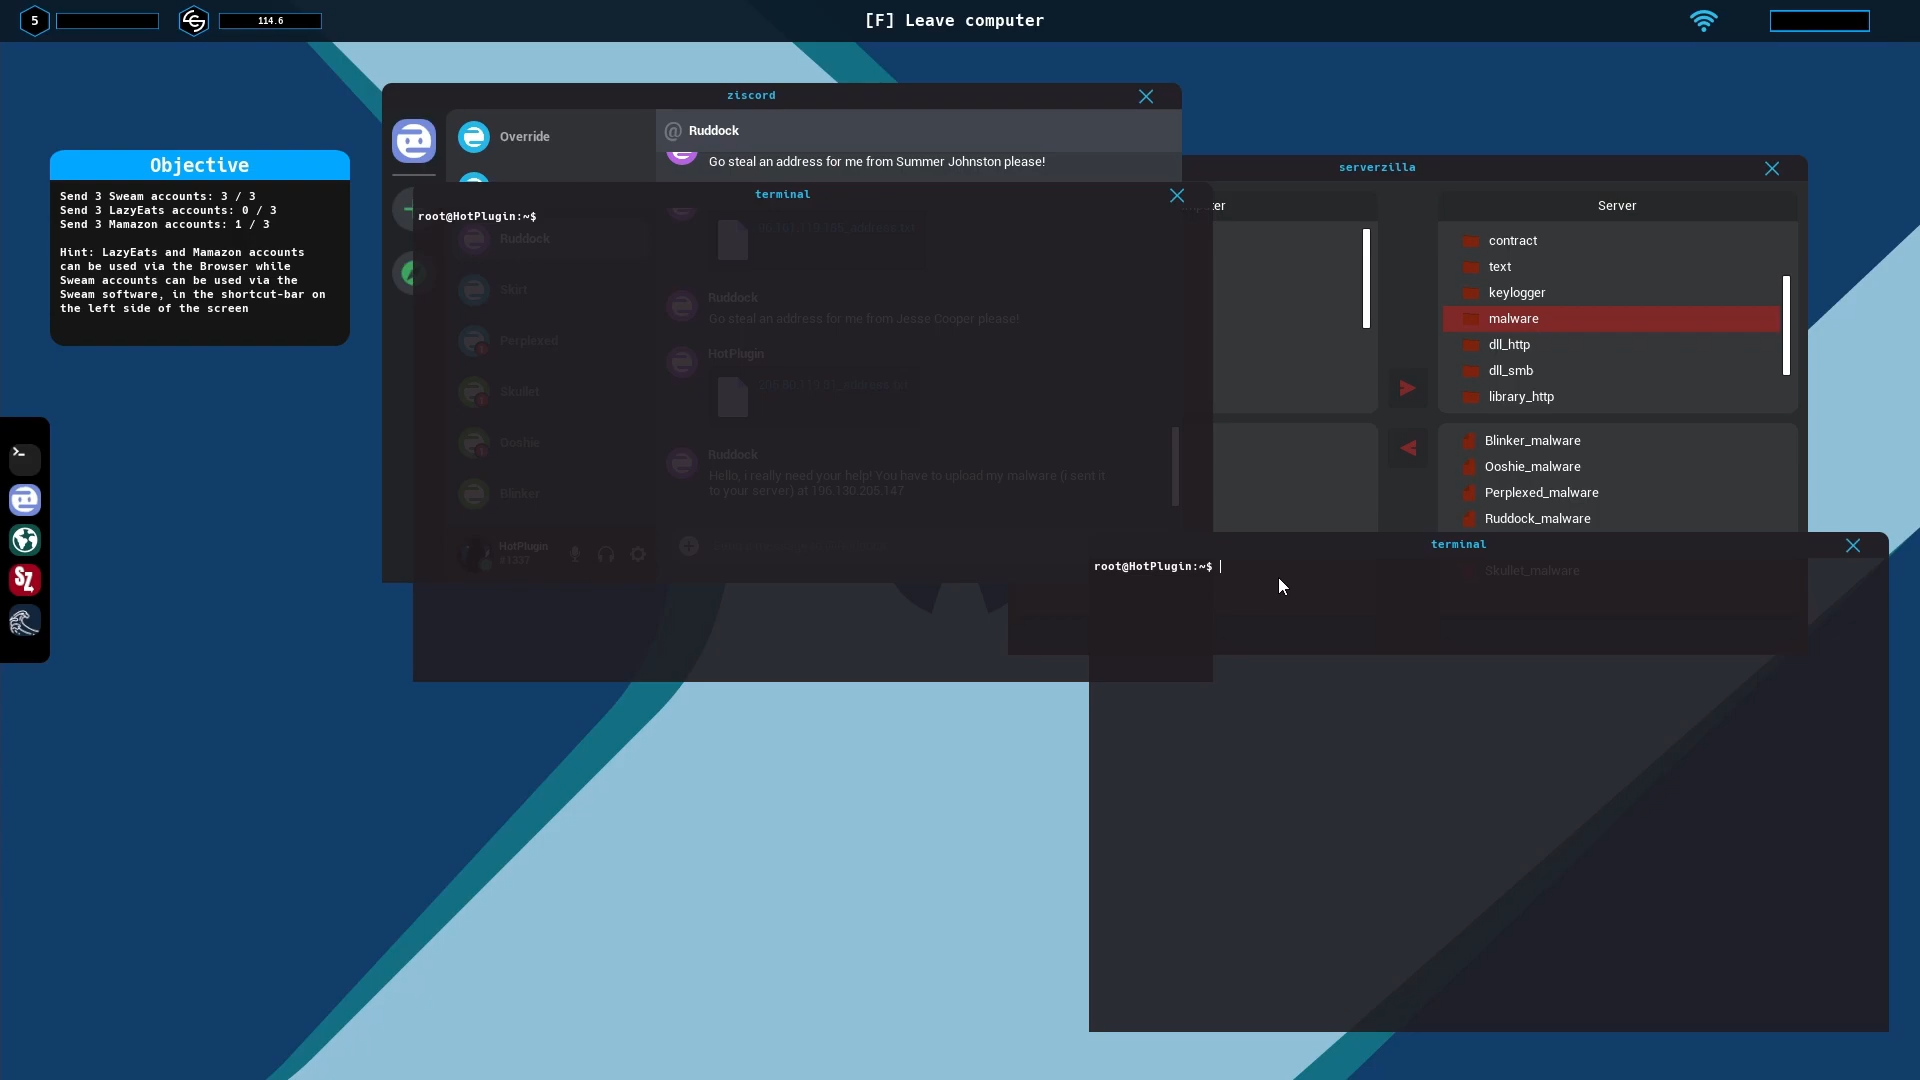 5
114.6
[F] Leave computer
Objective
Send 3 Sweam accounts: 3 / 3
Send 3 LazyEats accounts: 0 / 3
Send 3 Mamazon accounts: 1 / 3
Hint: LazyEats and Mamazon accounts
can be used via the Browser while
Sweam accounts can be used via the
Sweam software, in the shortcut-bar on
the left side of the screen
ziscord
Override
@ Ruddock
Go steal an address for me from Summer Johnston please!
terminal
root@HotPlugin:~$
Ruddock
Skirt
Perplexed
Skullet
Ooshie
Blinker
HotPlugin
#1337
Ruddock
Go steal an address for me from Jesse Cooper please!
HotPlugin
Ruddock
Hello, i really need your help! You have to upload my malware (i sent it
to your server) at 196.130.205.147
serverzilla
Server
contract
text
keylogger
malware
dll_http
dll_smb
library_http
Blinker_malware
Ooshie_malware
Perplexed_malware
Ruddock_malware
Skullet_malware
terminal
root@HotPlugin:~$